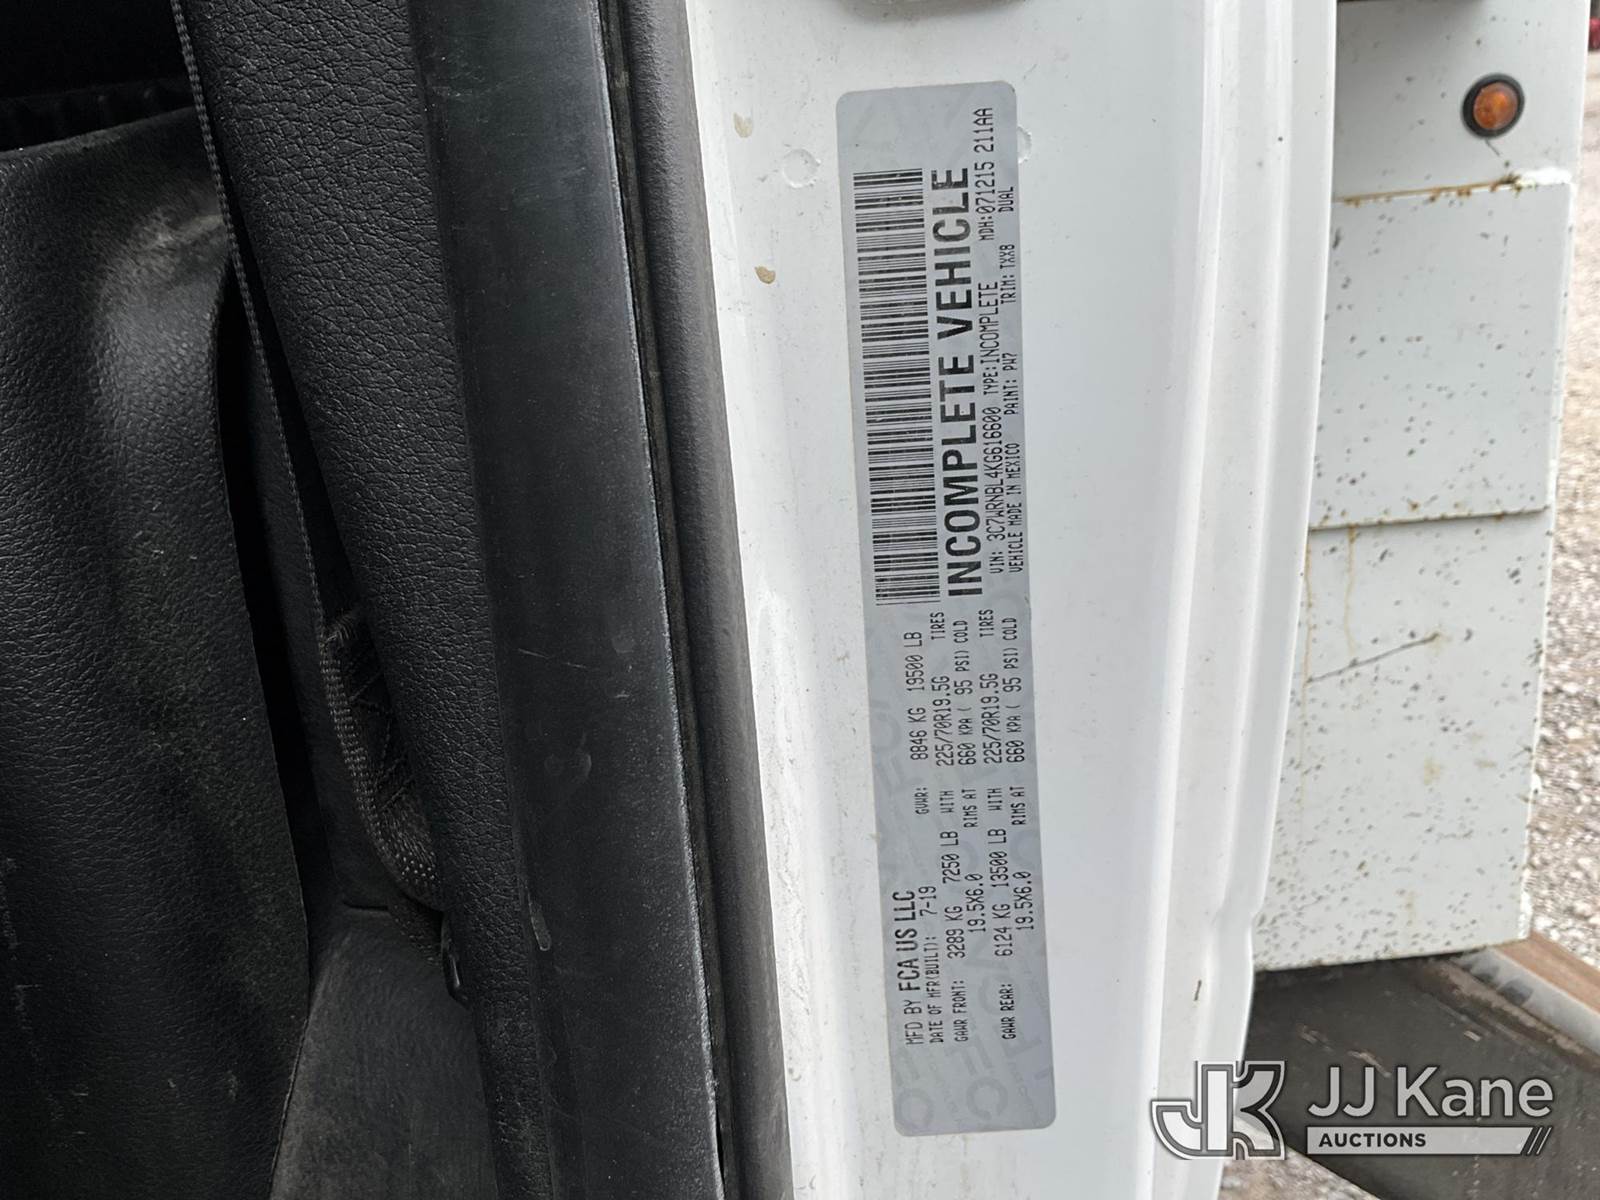 MFD BY FCA US LLC
DATE OF MFR(BUILT): 7-19 GVWR: 8846 KG 19500 LB
GAWR FRONT: 3289 KG 7250 LB WITH 225/70R19.5G TIRES
19.5X6.0 RIMS AT 660 KPA ( 95 PSI) COLD
GAWR REAR: 6124 KG 13500 LB WITH 225/70R19.5G TIRES
19.5X6.0 RIMS AT 660 KPA ( 95 PSI) COLD
INCOMPLETE VEHICLE
VIN: 3C7WRNBL4KG616600 TYPE:INCOMPLETE MDH:071215 211AA
VEHICLE MADE IN MEXICO PAINT: PW7 TRIM: TXX8 DUAL
JK JJ Kane
AUCTIONS